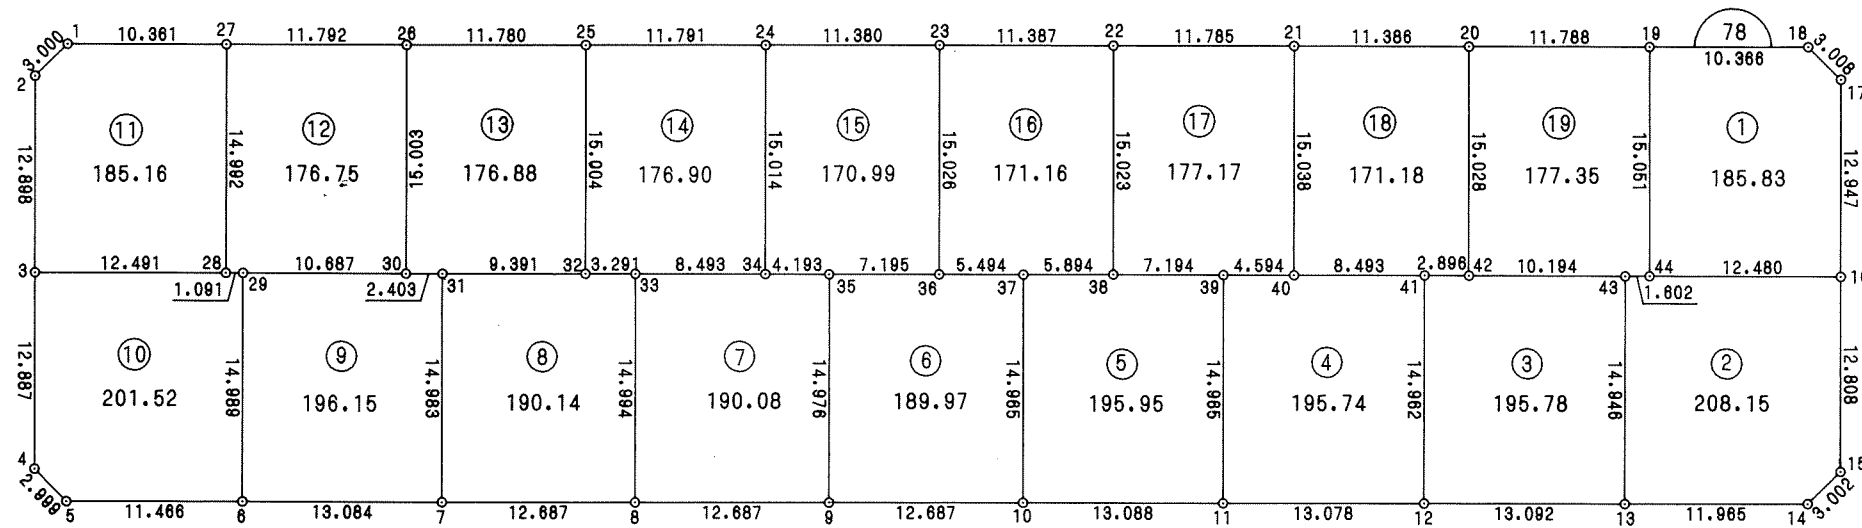 1 10.361 27 11.792 26 11.780 25 11.791 24 11.380 23 11.387 22 11.785 21 11.386 20 11.788 19 78 18
3.000 10.366 3.008
2 17
⑪ ⑫ ⑬ ⑭ ⑮ ⑯ ⑰ ⑱ ⑲ ①
12.898 14.992 15.003 15.004 15.014 15.026 15.023 15.038 15.028 15.051 12.947
185.16 176.75 176.88 176.90 170.99 171.16 177.17 171.18 177.35 185.83
3 12.491 28 10.687 30 9.391 32 3.291 8.493 34 4.193 7.195 5.494 5.894 7.194 4.594 8.493 2.896 42 10.194 44 12.480
1.091 29 2.403 31 33 35 36 37 38 39 40 41 43 1.602
⑩ ⑨ ⑧ ⑦ ⑥ ⑤ ④ ③ ②
12.887 14.989 14.983 14.994 14.976 14.965 14.965 14.962 14.946 12.808
201.52 196.15 190.14 190.08 189.97 195.95 195.74 195.78 208.15
4 15
2.999 3.002
5 11.466 6 13.084 7 12.687 8 12.687 9 12.687 10 13.088 11 13.078 12 13.092 13 11.965 14